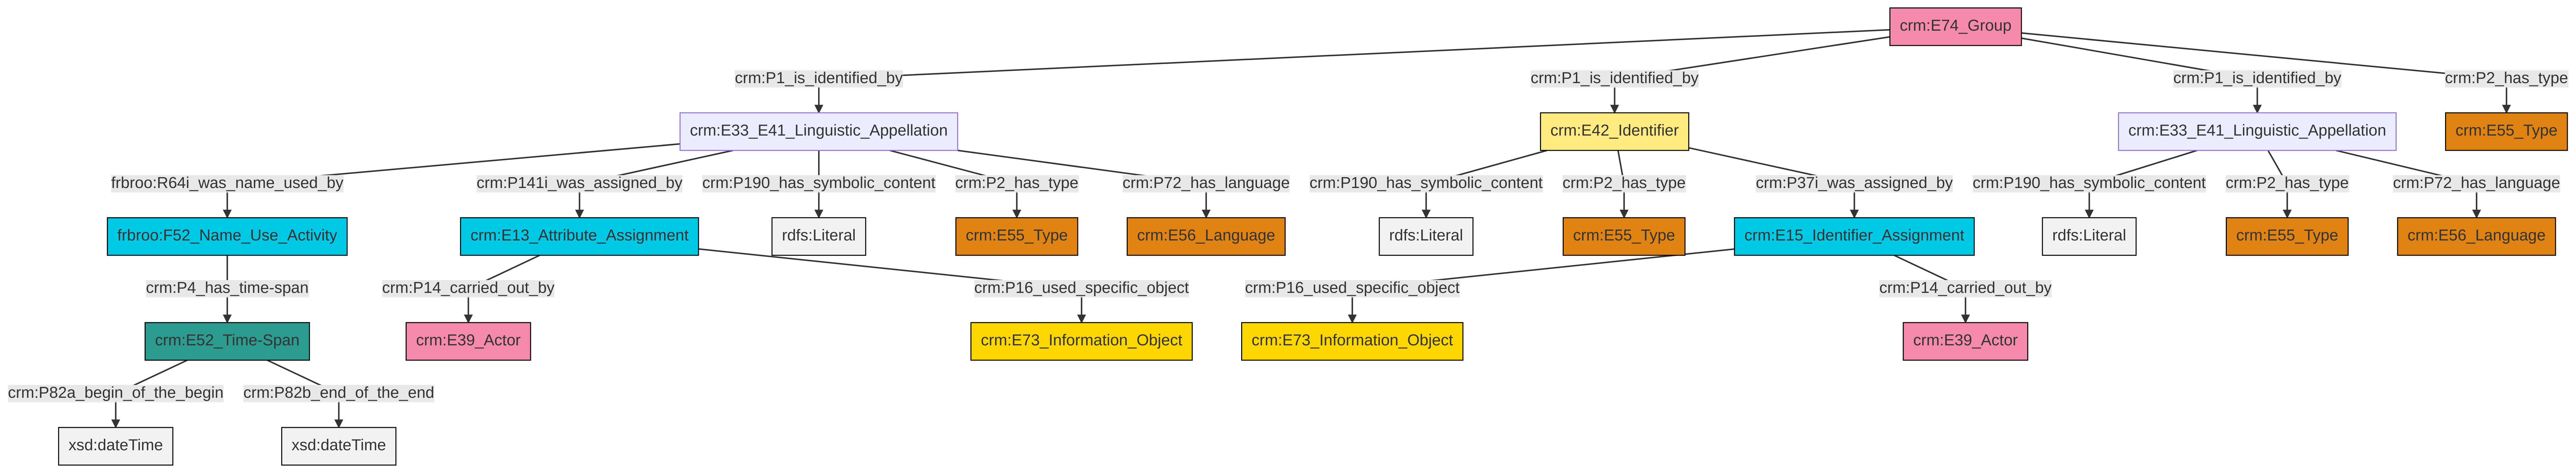 crm:E74_Group
crm:P1_is_identified_by crm:P1_is_identified_by crm:P1_is_identified_by crm:P2_has_type
crm:E33_E41_Linguistic_Appellation crm:E42_Identifier crm:E33_E41_Linguistic_Appellation crm:E55_Type
frbroo:R64i_was_name_used_by crm:P141i_was_assigned_by crm:P190_has_symbolic_content crm:P2_has_type crm:P72_has_language crm:P190_has_symbolic_content crm:P2_has_type crm:P37i_was_assigned_by crm:P190_has_symbolic_content crm:P2_has_type crm:P72_has_language
frbroo:F52_Name_Use_Activity crm:E13_Attribute_Assignment rdfs:Literal crm:E55_Type crm:E56_Language rdfs:Literal crm:E55_Type crm:E15_Identifier_Assignment rdfs:Literal crm:E55_Type crm:E56_Language
crm:P4_has_time-span crm:P14_carried_out_by crm:P16_used_specific_object crm:P16_used_specific_object crm:P14_carried_out_by
crm:E52_Time-Span crm:E39_Actor crm:E73_Information_Object crm:E73_Information_Object crm:E39_Actor
crm:P82a_begin_of_the_begin crm:P82b_end_of_the_end
xsd:dateTime xsd:dateTime